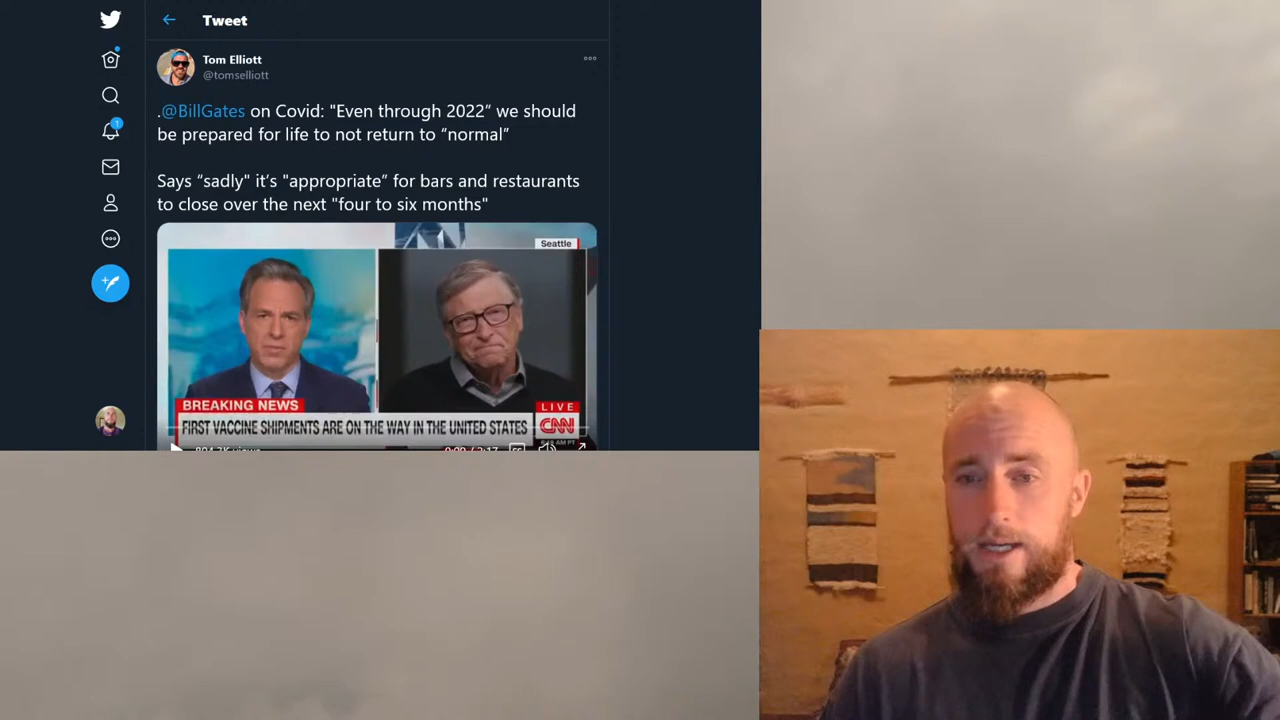 Tweet
Tom Elliott
@tomselliott
.@BillGates on Covid: "Even through 2022" we should
be prepared for life to not return to “normal”
Says “sadly" it’s "appropriate” for bars and restaurants
to close over the next "four to six months"
Seattle
1
BREAKING NEWS
LIVE
FIRST VACCINE SHIPMENTS ARE ON THE WAY IN THE UNITED STATES
CNN